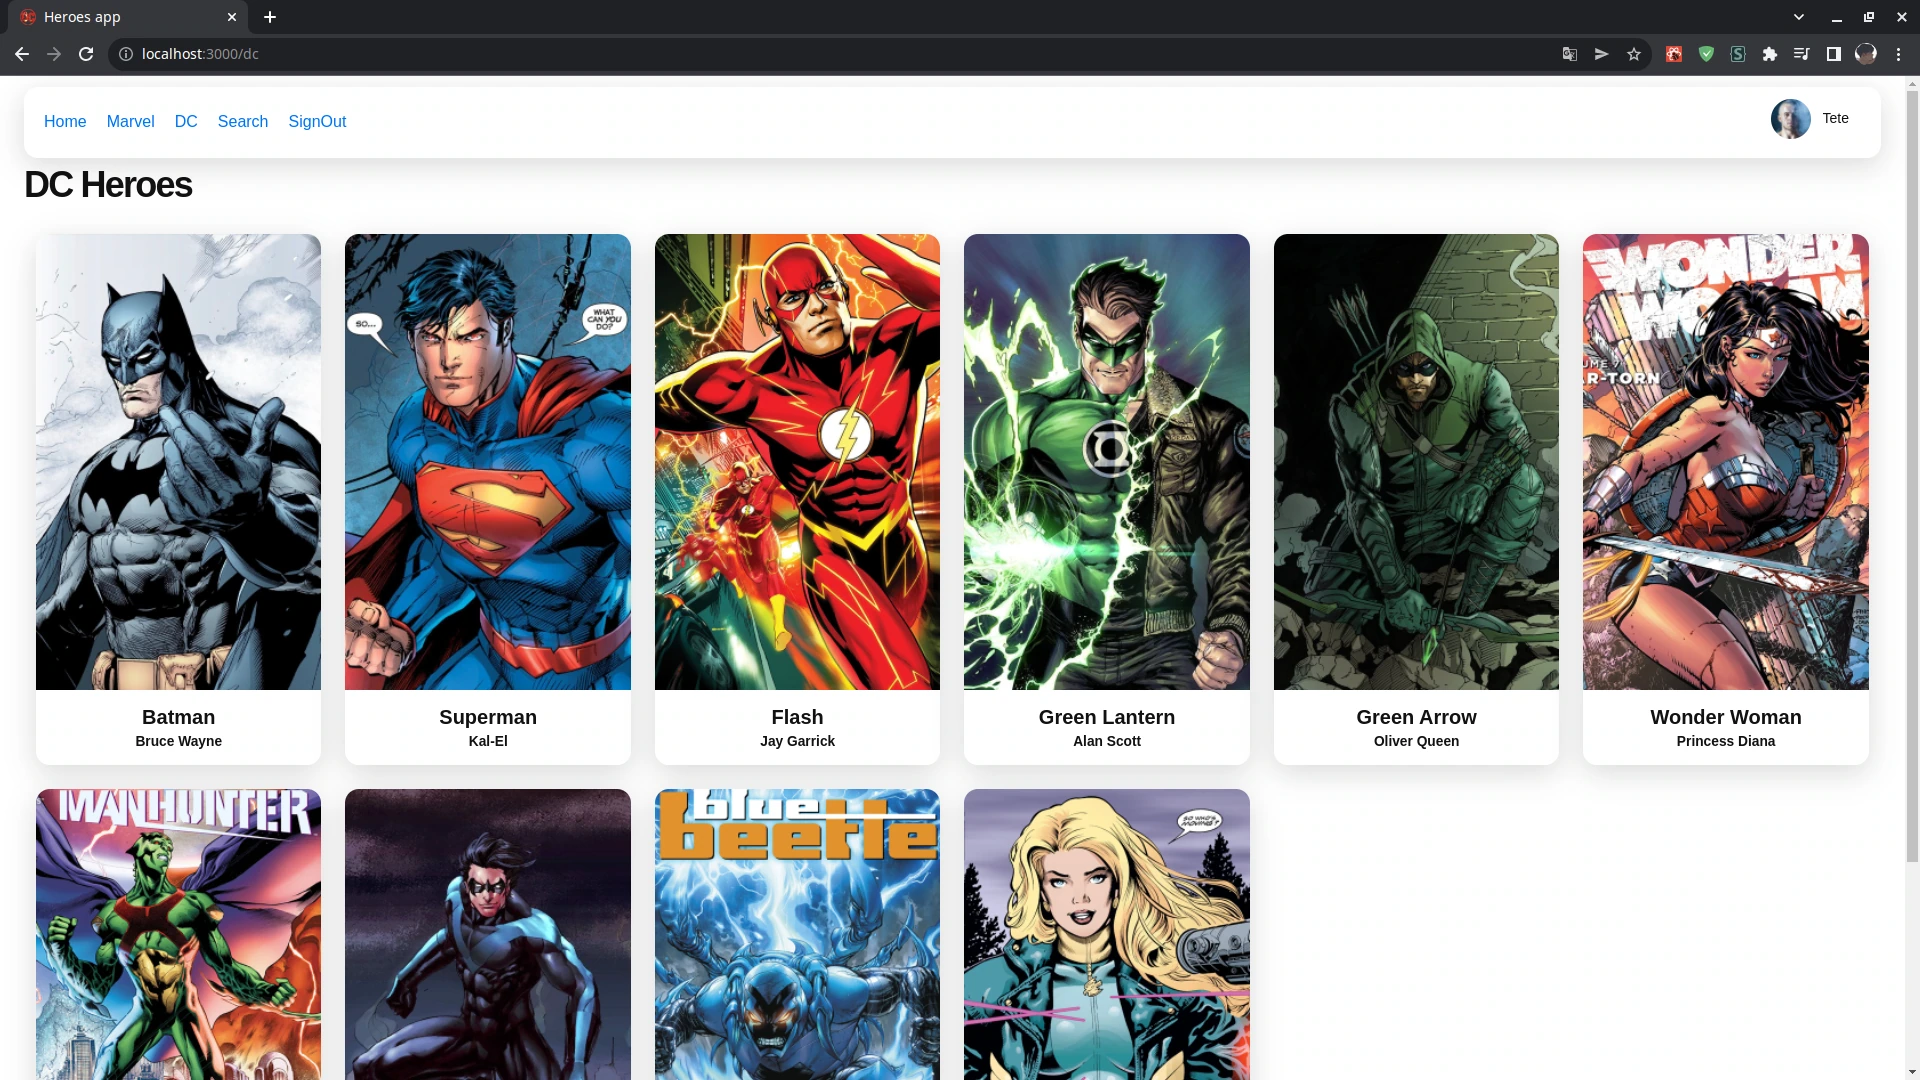 Heroes app
localhost:3000/dc
Home Marvel DC Search SignOut
Tete
DC Heroes
SO...
WHAT
CAN YOU
DO?
WONDER
WOMAN
UME 7
R-TORN
Batman
Bruce Wayne
Superman
Kal-El
Flash
Jay Garrick
Green Lantern
Alan Scott
Green Arrow
Oliver Queen
Wonder Woman
Princess Diana
MANHUNTER
blue
beetle
SO WHO'S
MOVING?